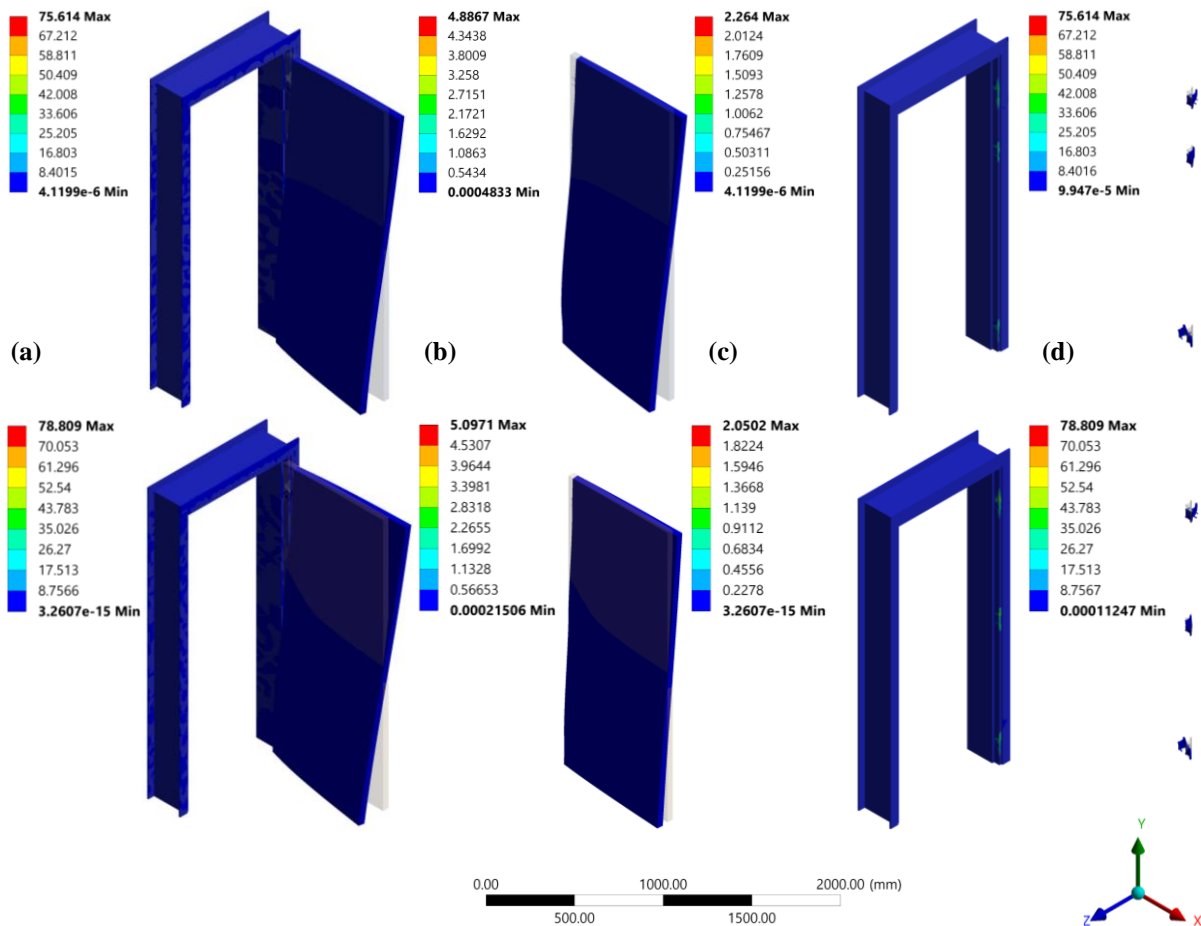 75.614 Max
67.212
58.811
50.409
42.008
33.606
25.205
16.803
8.4015
4.1199e-6 Min
(a)
4.8867 Max
4.3438
3.8009
3.258
2.7151
2.1721
1.6292
1.0863
0.5434
0.0004833 Min
(b)
2.264 Max
2.0124
1.7609
1.5093
1.2578
1.0062
0.75467
0.50311
0.25156
4.1199e-6 Min
(c)
75.614 Max
67.212
58.811
50.409
42.008
33.606
25.205
16.803
8.4016
9.947e-5 Min
(d)
78.809 Max
70.053
61.296
52.54
43.783
35.026
26.27
17.513
8.7566
3.2607e-15 Min
5.0971 Max
4.5307
3.9644
3.3981
2.8318
2.2655
1.6992
1.1328
0.56653
0.00021506 Min
2.0502 Max
1.8224
1.5946
1.3668
1.139
0.9112
0.6834
0.4556
0.2278
3.2607e-15 Min
78.809 Max
70.053
61.296
52.54
43.783
35.026
26.27
17.513
8.7567
0.00011247 Min
0.00 1000.00 2000.00 (mm)
500.00 1500.00
Y
Z X